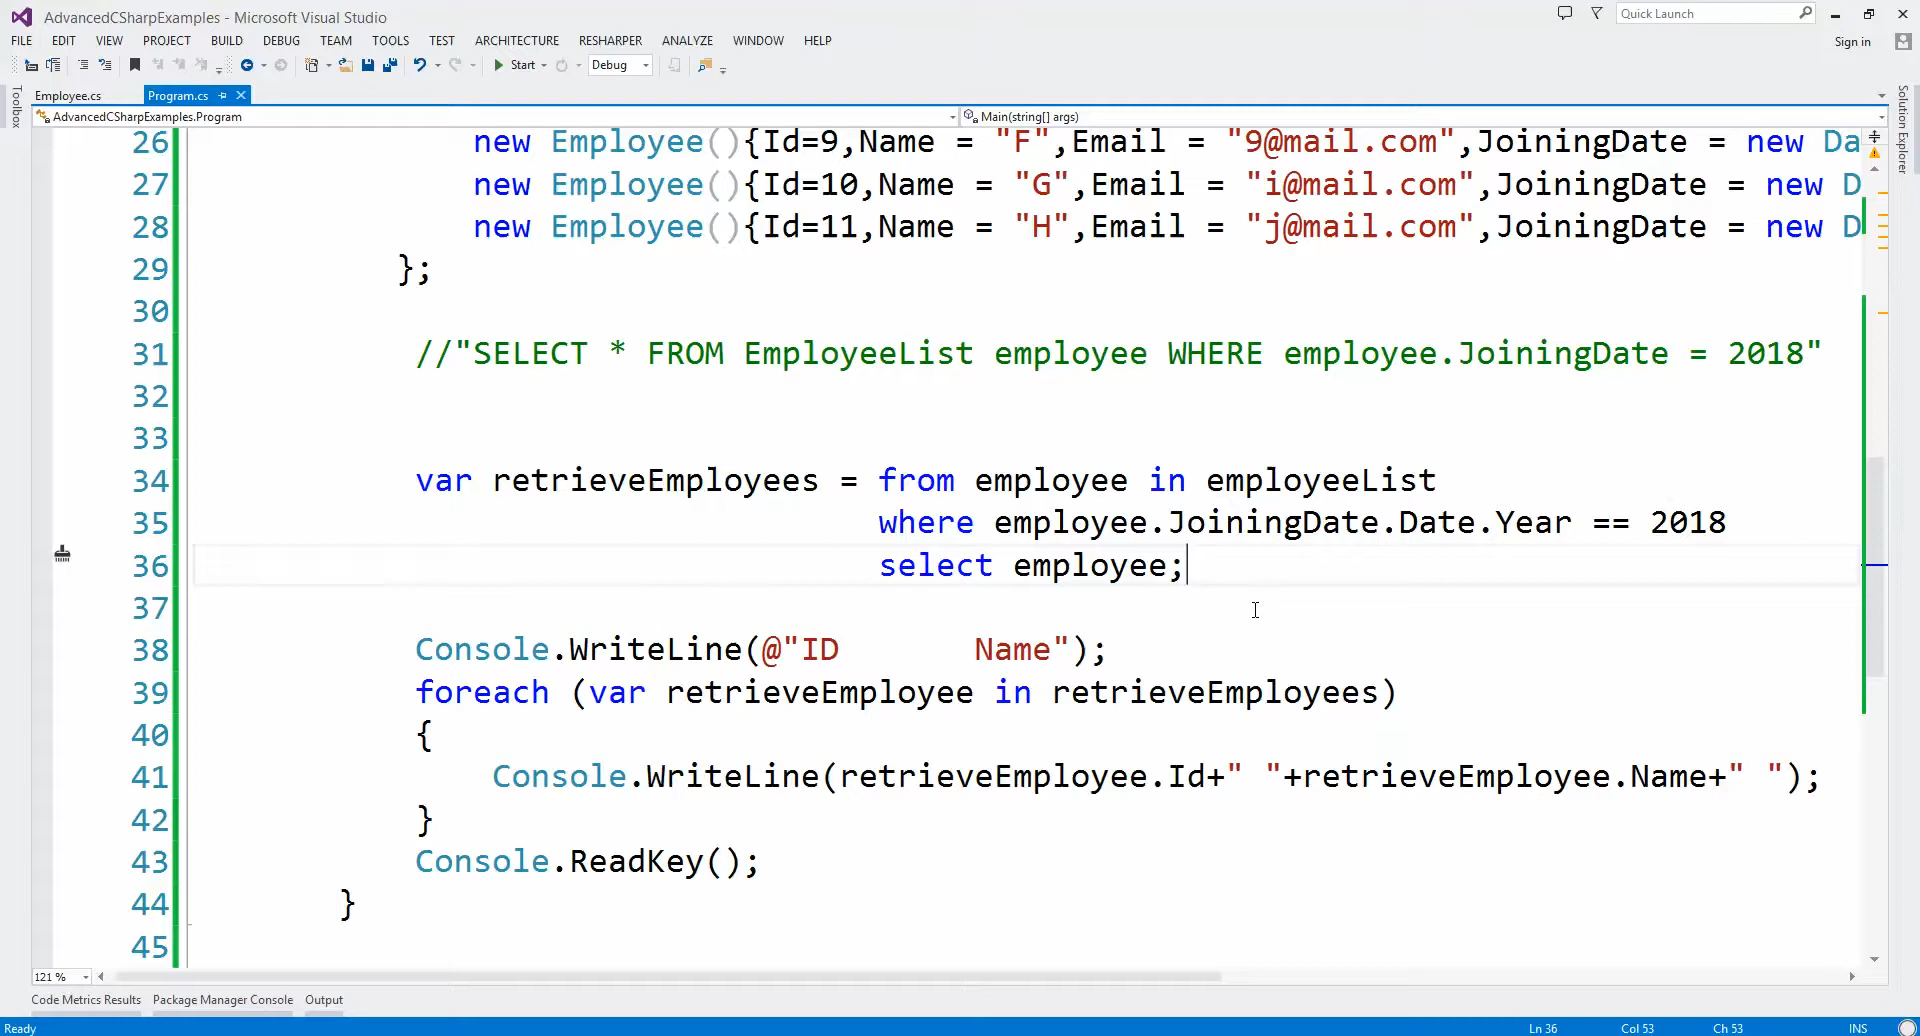 AdvancedCSharpExamples - Microsoft Visual Studio
Quick Launch
FILE EDIT VIEW PROJECT BUILD DEBUG TEAM TOOLS TEST ARCHITECTURE RESHARPER ANALYZE WINDOW HELP
Sign in
Start Debug
Toolbox
Employee.cs Program.cs
Solution Explorer
AdvancedCSharpExamples.Program Main(string[] args)
26 new Employee(){Id=9,Name = "F",Email = "9@mail.com",JoiningDate = new Da
27 new Employee(){Id=10,Name = "G",Email = "i@mail.com",JoiningDate = new D
28 new Employee(){Id=11,Name = "H",Email = "j@mail.com",JoiningDate = new D
29 };
30
31 //"SELECT * FROM EmployeeList employee WHERE employee.JoiningDate = 2018"
32
33
34 var retrieveEmployees = from employee in employeeList
35 where employee.JoiningDate.Date.Year == 2018
36 select employee;
37
38 Console.WriteLine(@"ID       Name");
39 foreach (var retrieveEmployee in retrieveEmployees)
40 {
41 Console.WriteLine(retrieveEmployee.Id+" "+retrieveEmployee.Name+" ");
42 }
43 Console.ReadKey();
44 }
45
121 %
Code Metrics Results Package Manager Console Output
Ready Ln 36 Col 53 Ch 53 INS